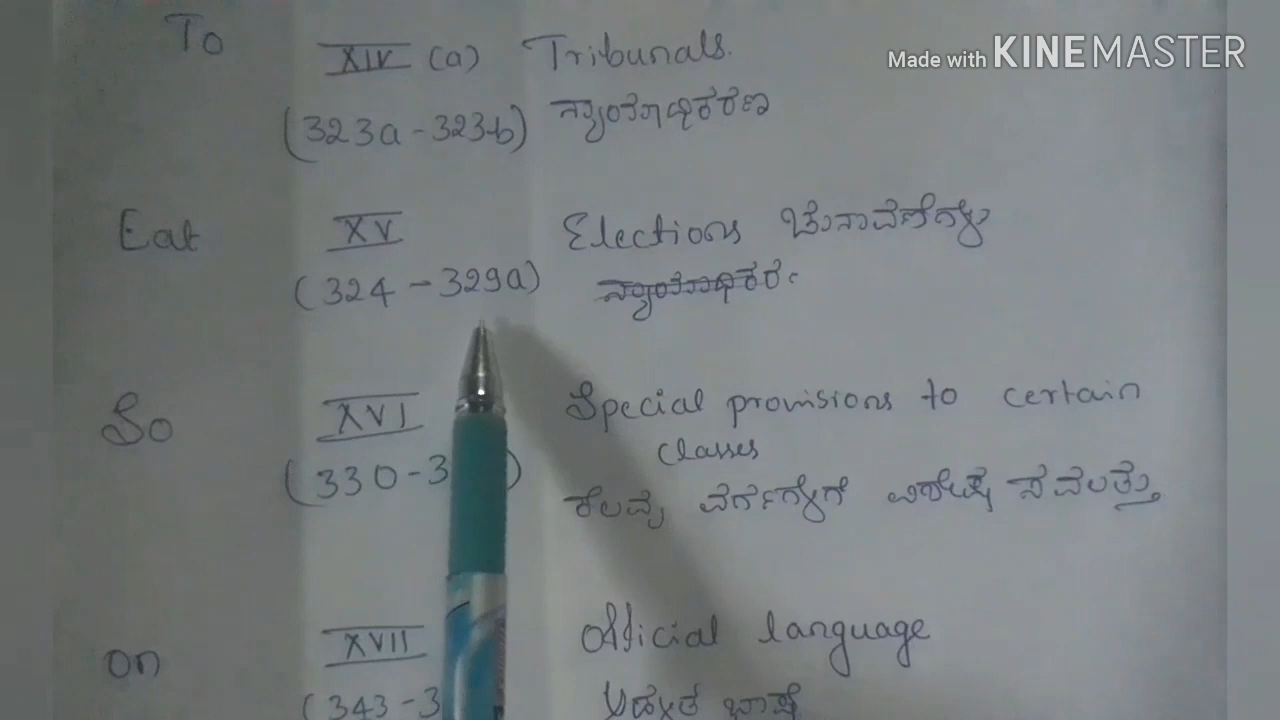 To XIV (a) Tribunals. Made with KINEMASTER
(323a-323b) ನ್ಯಾಯಾಧಿಕರಣ
Eat XV Elections ಚುನಾವಣೆಗಳು
(324-329a)
So XVI Special provisions to certain
classes
(330-3 ) ಕೆಲವು ವರ್ಗಗಳಿಗೆ ವಿಶೇಷ ಸವಲತ್ತು
on XVII Official language
(343-3 ಭಾಷೆ